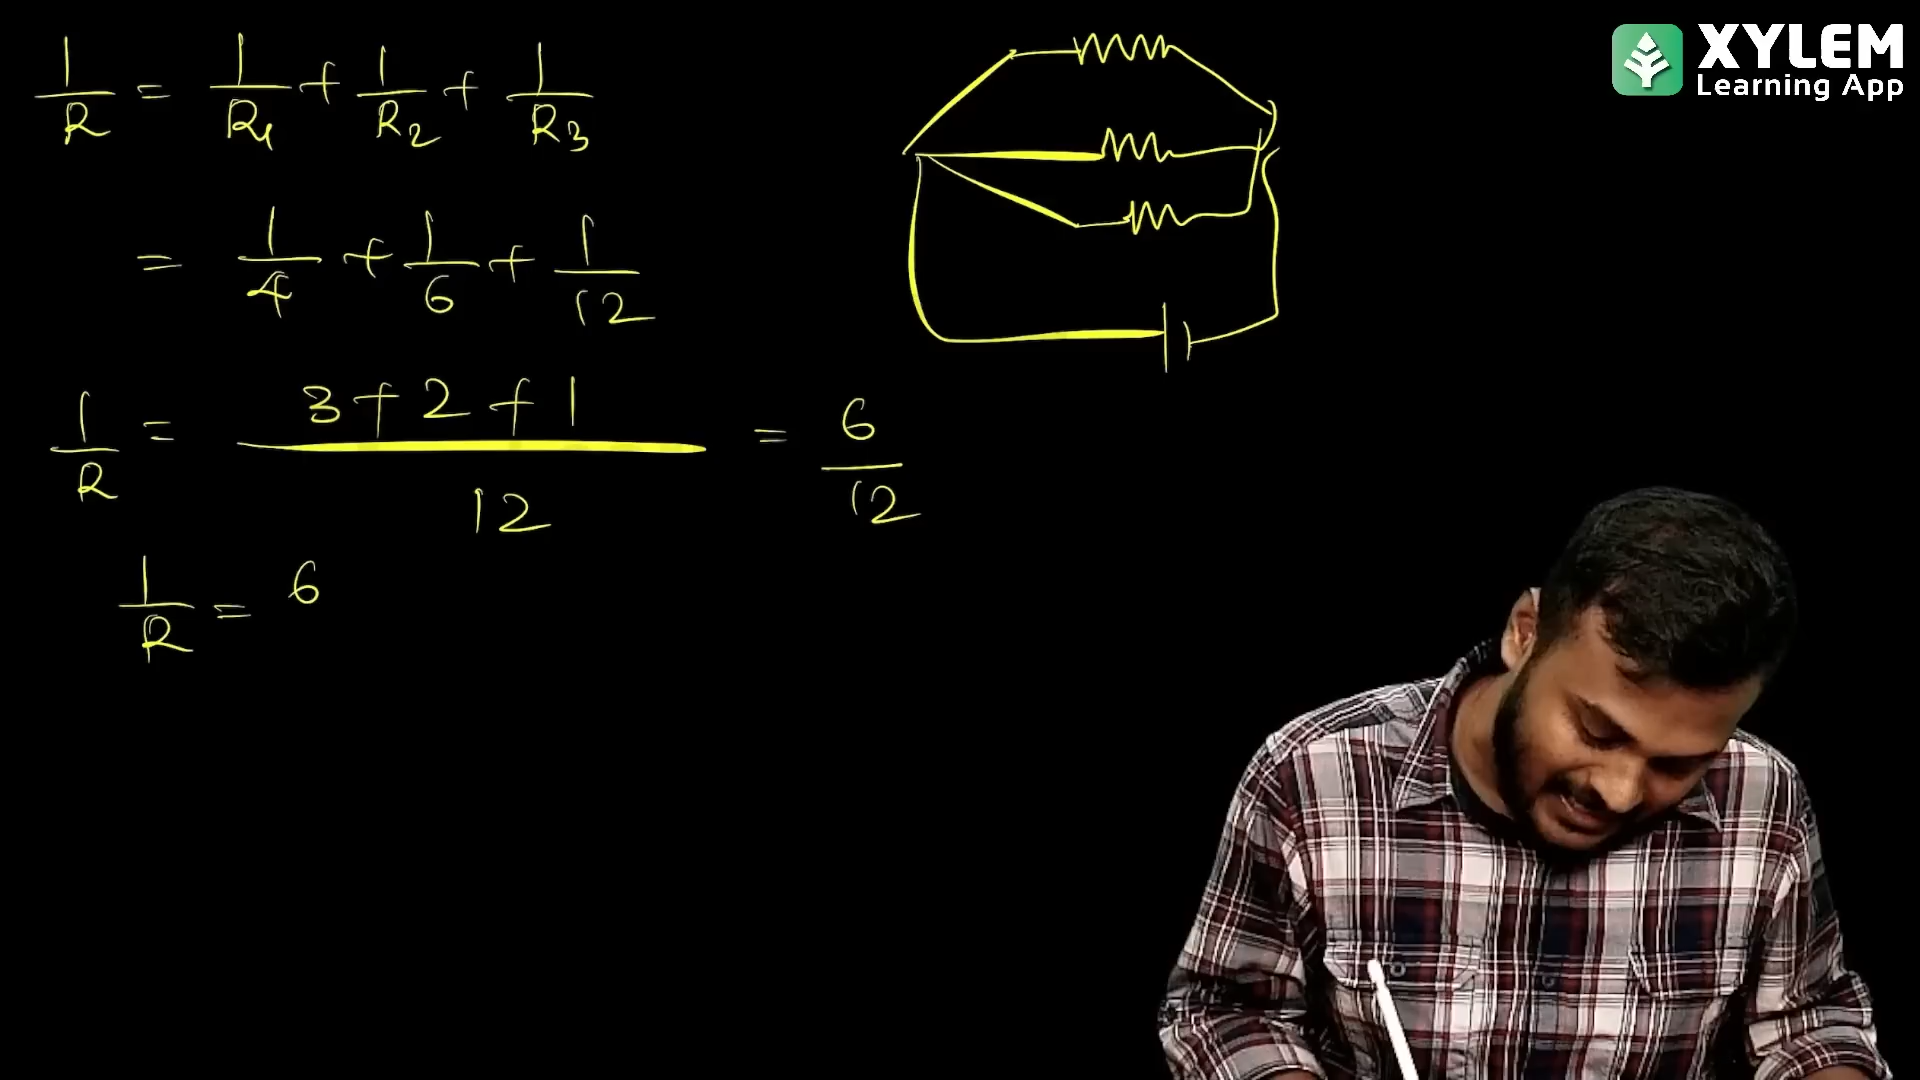 XYLEM
Learning App
1/R = 1/R₁ + 1/R₂ + 1/R₃
= 1/4 + 1/6 + 1/12
1/R = 3+2+1/12 = 6/12
1/R = 6